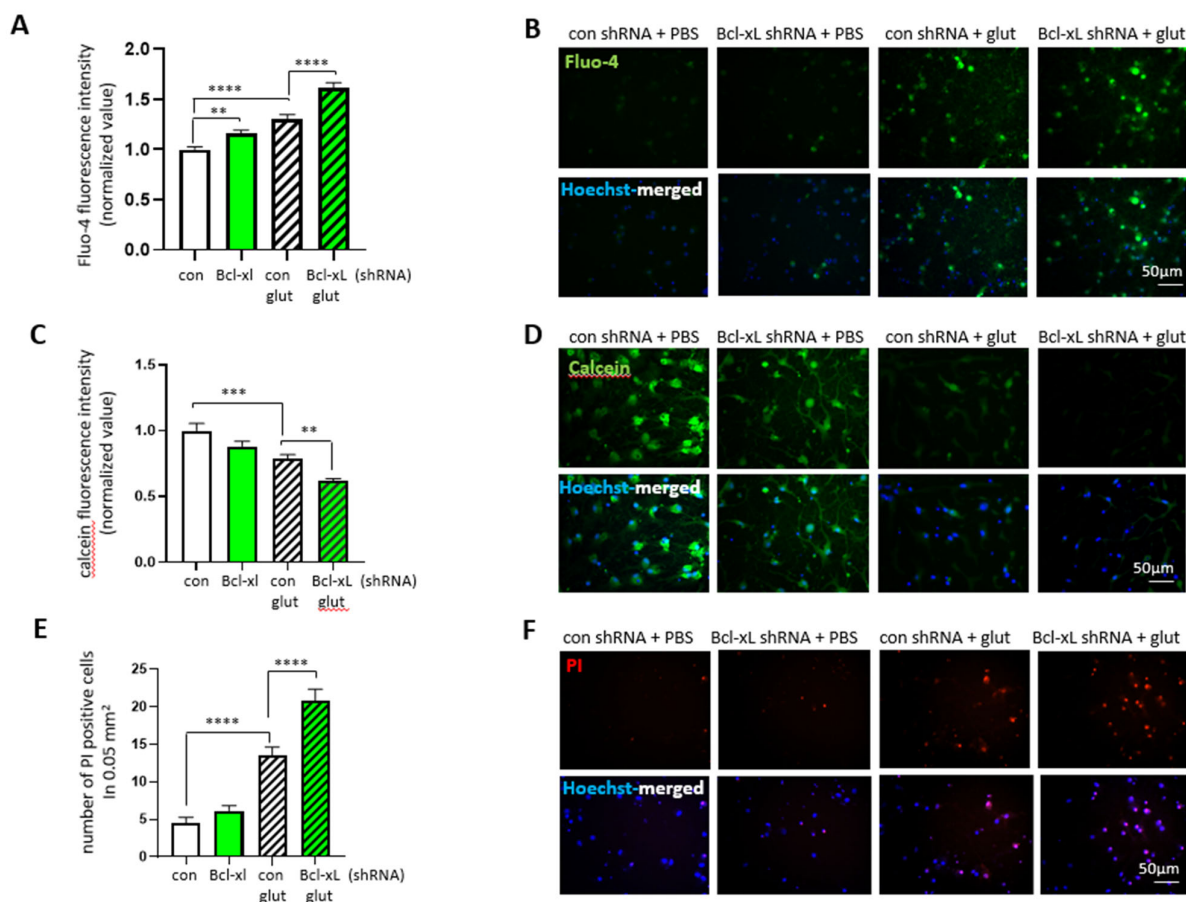 A
Fluo-4 fluorescence intensity
(normalized value)
2.0
1.5
1.0
0.5
0.0
****
**
****
con Bcl-xl con Bcl-xL (shRNA)
glut glut
B
con shRNA + PBS Bcl-xL shRNA + PBS con shRNA + glut Bcl-xL shRNA + glut
Fluo-4
Hoechst-merged
50µm
C
calcein fluorescence intensity
(normalized value)
1.5
1.0
0.5
0.0
***
**
con Bcl-xl con Bcl-xL (shRNA)
glut glut
D
con shRNA + PBS Bcl-xL shRNA + PBS con shRNA + glut Bcl-xL shRNA + glut
Calcein
Hoechst-merged
50µm
E
number of PI positive cells
In 0.05 mm²
25
20
15
10
5
0
****
****
con Bcl-xl con Bcl-xL (shRNA)
glut glut
F
con shRNA + PBS Bcl-xL shRNA + PBS con shRNA + glut Bcl-xL shRNA + glut
PI
Hoechst-merged
50µm